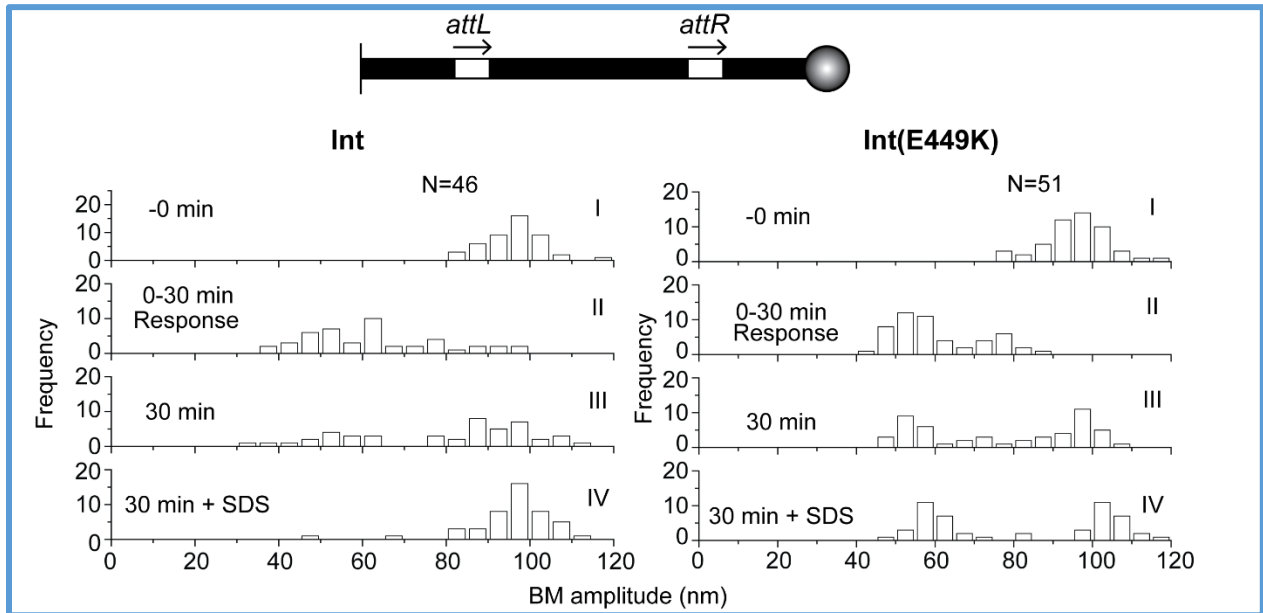 attL attR
Int Int(E449K)
N=46 N=51
Frequency
20
10
0
-0 min
I
20
10
0
0-30 min
Response
II
20
10
0
30 min
III
20
10
0
30 min + SDS
IV
0 20 40 60 80 100 120
Frequency
20
10
0
-0 min
I
20
10
0
0-30 min
Response
II
20
10
0
30 min
III
20
10
0
30 min + SDS
IV
0 20 40 60 80 100 120
BM amplitude (nm)